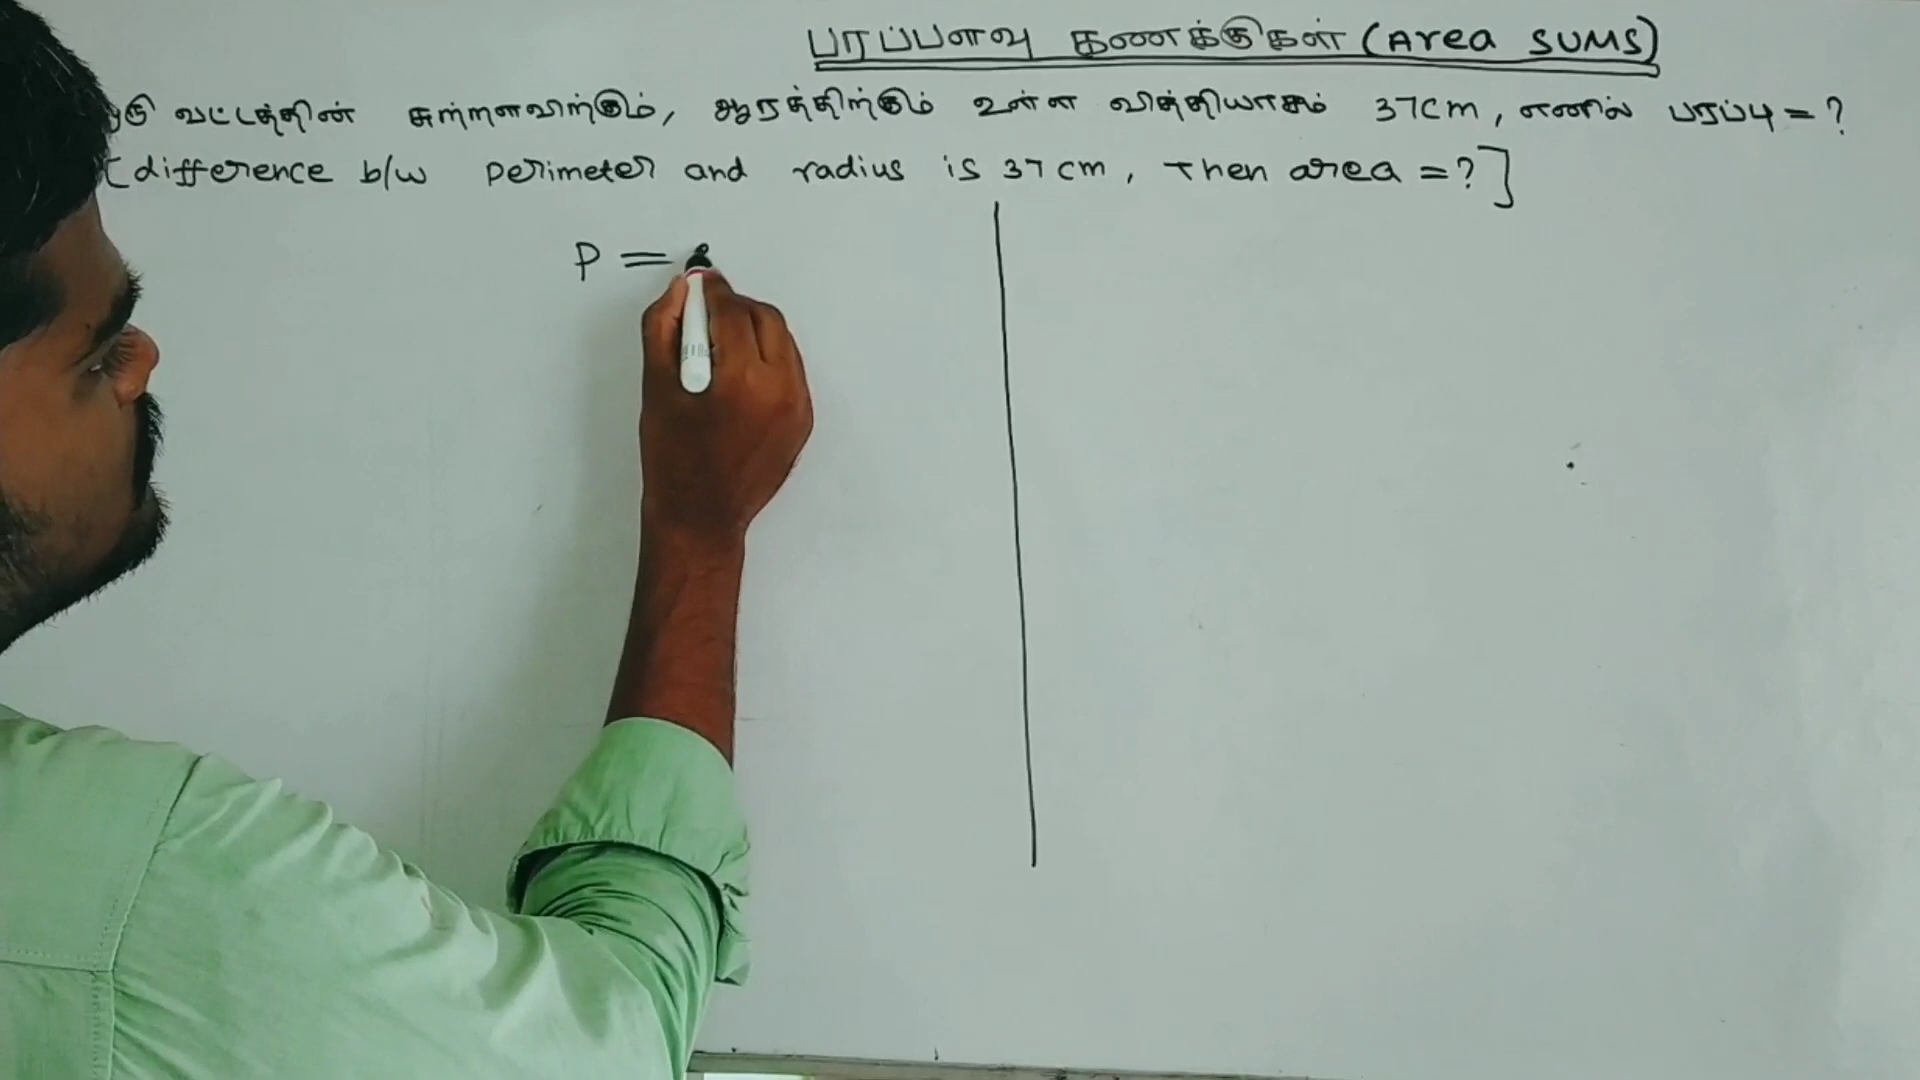 பரப்பளவு கணக்குகள் (Area SUMS)
வட்டத்தின் சுற்றளவிற்கும், ஆரத்திற்கும் உள்ள வித்தியாசம் 37cm, எனில் பரப்பு = ?
[difference b/w perimeter and radius is 37 cm, Then area = ?]
P =